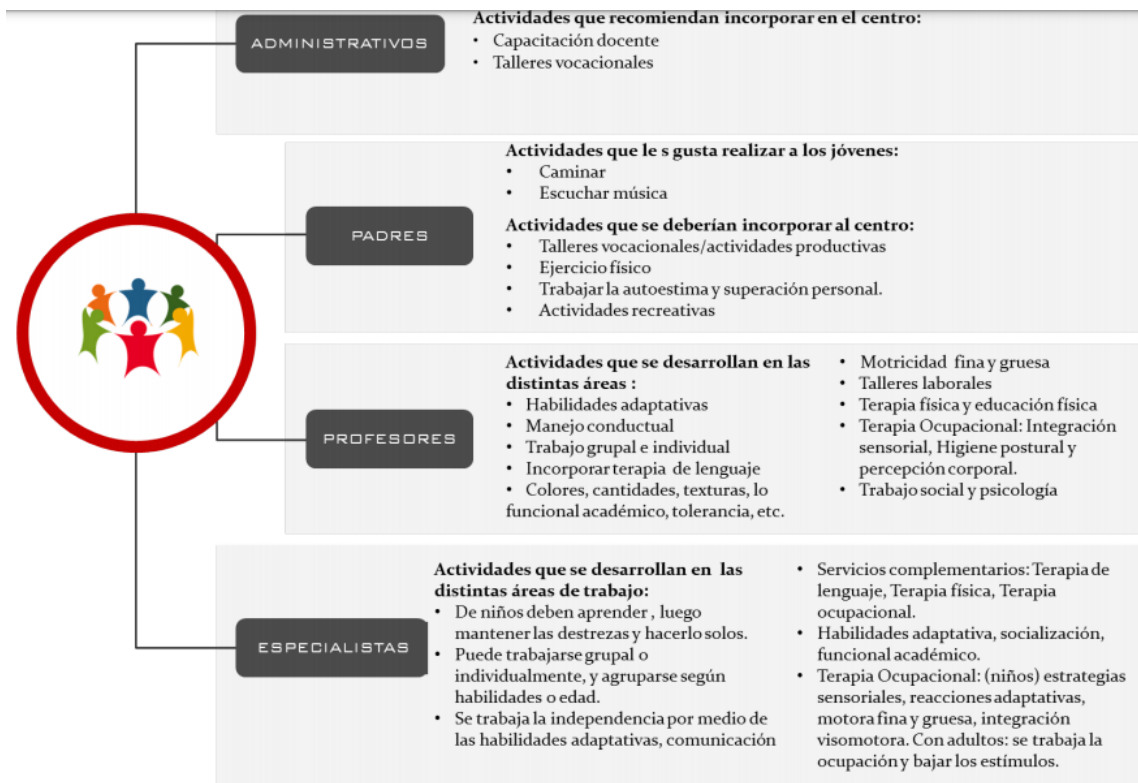 ADMINISTRATIVOS
Actividades que recomiendan incorporar en el centro:
• Capacitación docente
• Talleres vocacionales
PADRES
Actividades que le s gusta realizar a los jóvenes:
• Caminar
• Escuchar música
Actividades que se deberían incorporar al centro:
• Talleres vocacionales/actividades productivas
• Ejercicio físico
• Trabajar la autoestima y superación personal.
• Actividades recreativas
PROFESORES
Actividades que se desarrollan en las
distintas áreas :
• Habilidades adaptativas
• Manejo conductual
• Trabajo grupal e individual
• Incorporar terapia de lenguaje
• Colores, cantidades, texturas, lo
funcional académico, tolerancia, etc.
• Motricidad fina y gruesa
• Talleres laborales
• Terapia física y educación física
• Terapia Ocupacional: Integración
sensorial, Higiene postural y
percepción corporal.
• Trabajo social y psicología
ESPECIALISTAS
Actividades que se desarrollan en las
distintas áreas de trabajo:
• De niños deben aprender , luego
mantener las destrezas y hacerlo solos.
• Puede trabajarse grupal o
individualmente, y agruparse según
habilidades o edad.
• Se trabaja la independencia por medio de
las habilidades adaptativas, comunicación
• Servicios complementarios: Terapia de
lenguaje, Terapia física, Terapia
ocupacional.
• Habilidades adaptativa, socialización,
funcional académico.
• Terapia Ocupacional: (niños) estrategias
sensoriales, reacciones adaptativas,
motora fina y gruesa, integración
visomotora. Con adultos: se trabaja la
ocupación y bajar los estímulos.